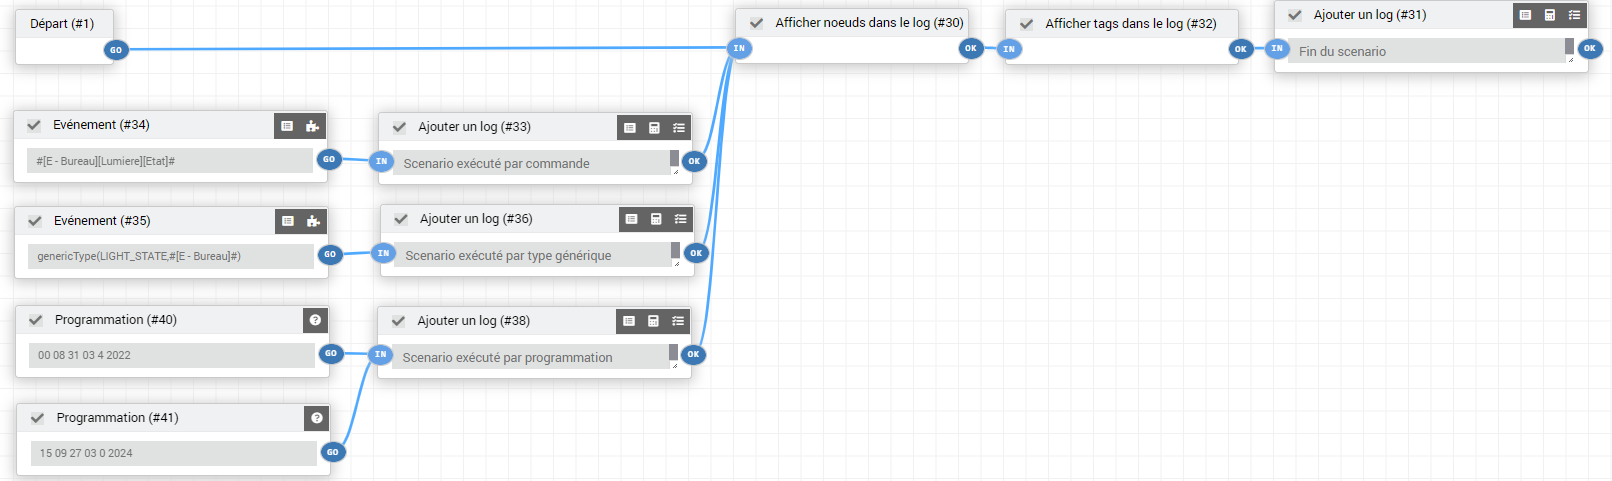 Départ (#1)
GO
Afficher noeuds dans le log (#30)
IN
OK
Afficher tags dans le log (#32)
IN
OK
Ajouter un log (#31)
IN
Fin du scenario
OK
Evénement (#34)
#[E - Bureau][Lumiere][Etat]#
GO
Ajouter un log (#33)
IN
Scenario exécuté par commande
OK
Evénement (#35)
genericType(LIGHT_STATE,#[E - Bureau]#)
GO
Ajouter un log (#36)
IN
Scenario exécuté par type générique
OK
Programmation (#40)
?
00 08 31 03 4 2022
GO
Ajouter un log (#38)
IN
Scenario exécuté par programmation
OK
Programmation (#41)
?
15 09 27 03 0 2024
GO